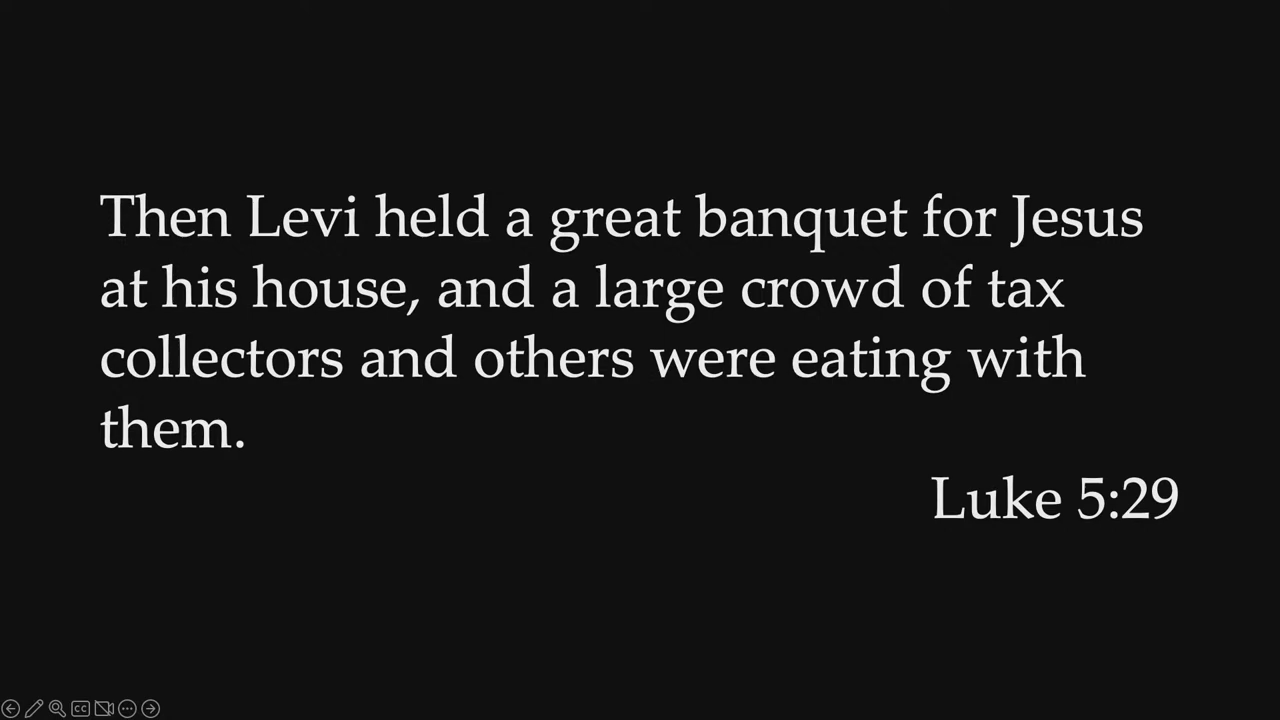 Then Levi held a great banquet for Jesus
at his house, and a large crowd of tax
collectors and others were eating with
them.
Luke 5:29
CC